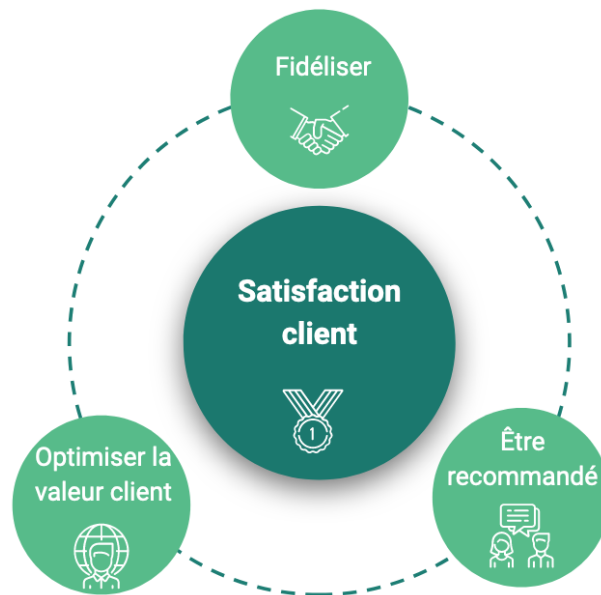 Fidéliser
Satisfaction
client
1
Optimiser la
valeur client
Être
recommandé